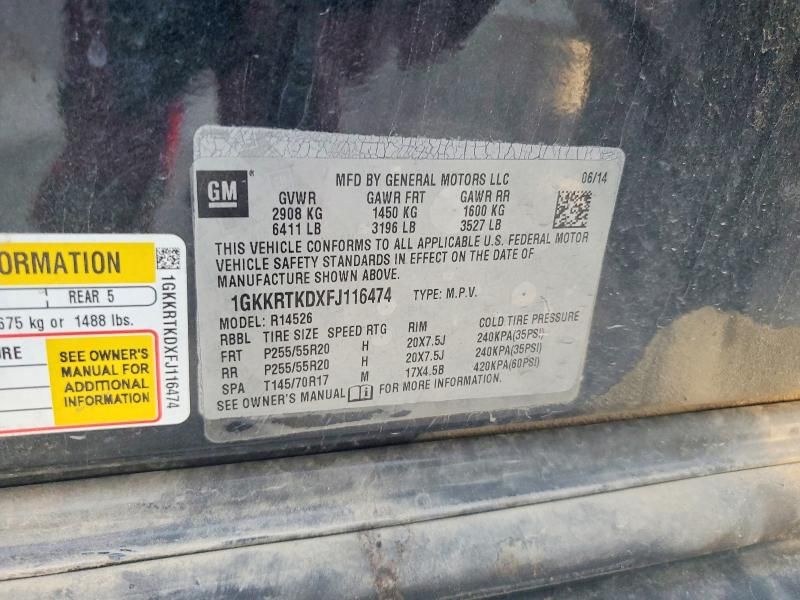 GM
MFD BY GENERAL MOTORS LLC 06/14
GVWR GAWR FRT GAWR RR
2908 KG 1450 KG 1600 KG
6411 LB 3196 LB 3527 LB
THIS VEHICLE CONFORMS TO ALL APPLICABLE U.S. FEDERAL MOTOR
VEHICLE SAFETY STANDARDS IN EFFECT ON THE DATE OF
MANUFACTURE SHOWN ABOVE.
1GKKRTKDXFJ116474 TYPE: M.P.V.
MODEL: R14526
RBBL TIRE SIZE SPEED RTG RIM COLD TIRE PRESSURE
FRT P255/55R20 H 20X7.5J 240KPA(35PSI)
RR P255/55R20 H 20X7.5J 240KPA(35PSI)
SPA T145/70R17 M 17X4.5B 420KPA(60PSI)
SEE OWNER'S MANUAL FOR MORE INFORMATION.
ORMATION
REAR 5
675 kg or 1488 lbs.
URE
SEE OWNER'S
MANUAL FOR
ADDITIONAL
INFORMATION
1GKKRTKDXFJ116474